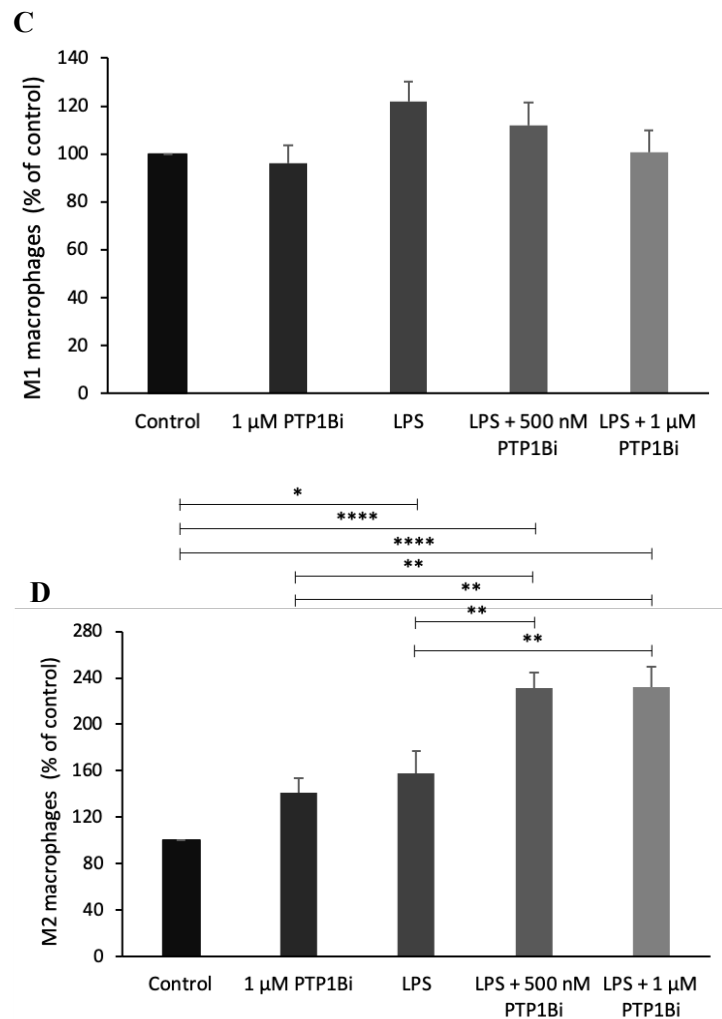 C
M1 macrophages (% of control)
140
120
100
80
60
40
20
0
Control
1 µM PTP1Bi
LPS
LPS + 500 nM
PTP1Bi
LPS + 1 µM
PTP1Bi
*
****
****
**
**
**
**
D
M2 macrophages (% of control)
280
240
200
160
120
80
40
0
Control
1 µM PTP1Bi
LPS
LPS + 500 nM
PTP1Bi
LPS + 1 µM
PTP1Bi